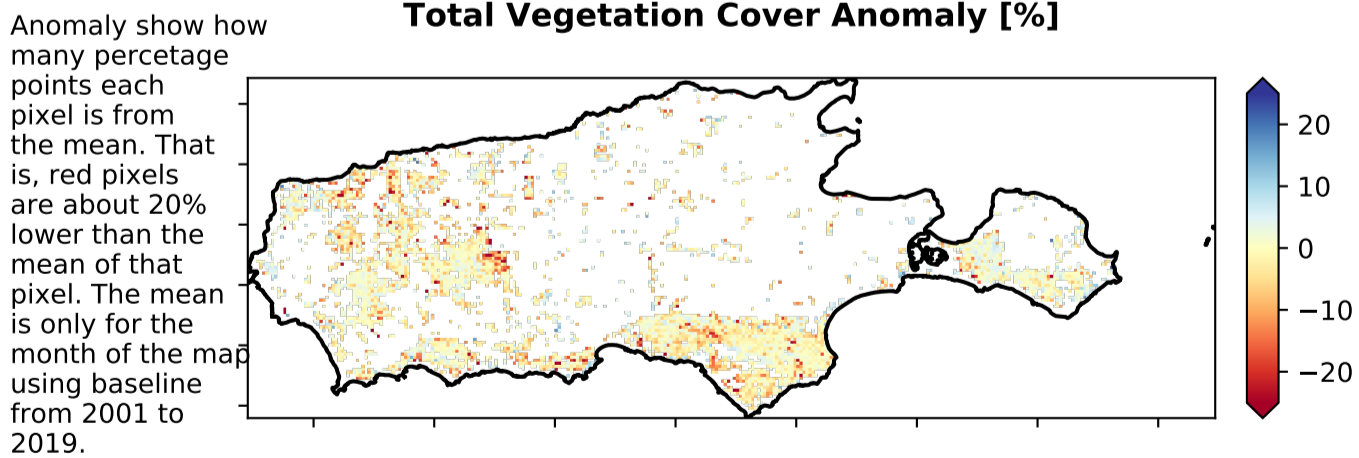 Total Vegetation Cover Anomaly [%]
Anomaly show how
many percetage
points each
pixel is from
the mean. That
is, red pixels
are about 20%
lower than the
mean of that
pixel. The mean
is only for the
month of the map
using baseline
from 2001 to
2019.
20
10
0
−10
−20